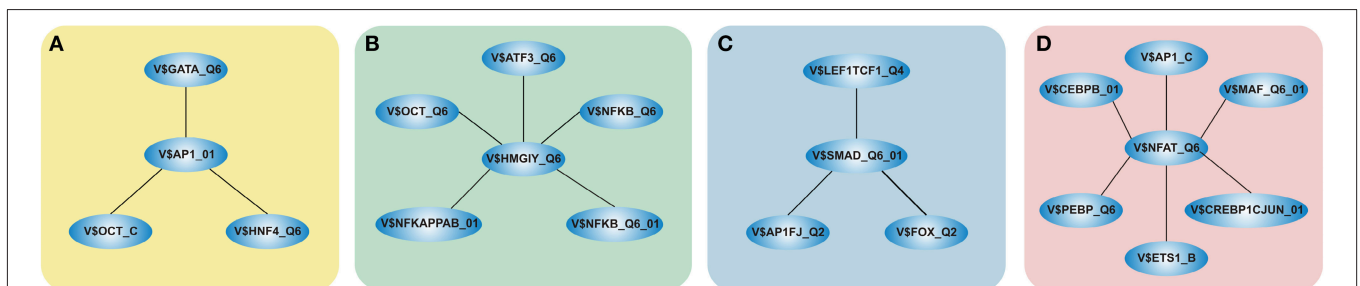 A
V$GATA_Q6
V$AP1_01
V$OCT_C
V$HNF4_Q6
B
V$ATF3_Q6
V$OCT_Q6
V$NFKB_Q6
V$HMGIY_Q6
V$NFKAPPAB_01
V$NFKB_Q6_01
C
V$LEF1TCF1_Q4
V$SMAD_Q6_01
V$AP1FJ_Q2
V$FOX_Q2
D
V$AP1_C
V$CEBPB_01
V$MAF_Q6_01
V$NFAT_Q6
V$PEBP_Q6
V$CREBP1CJUN_01
V$ETS1_B